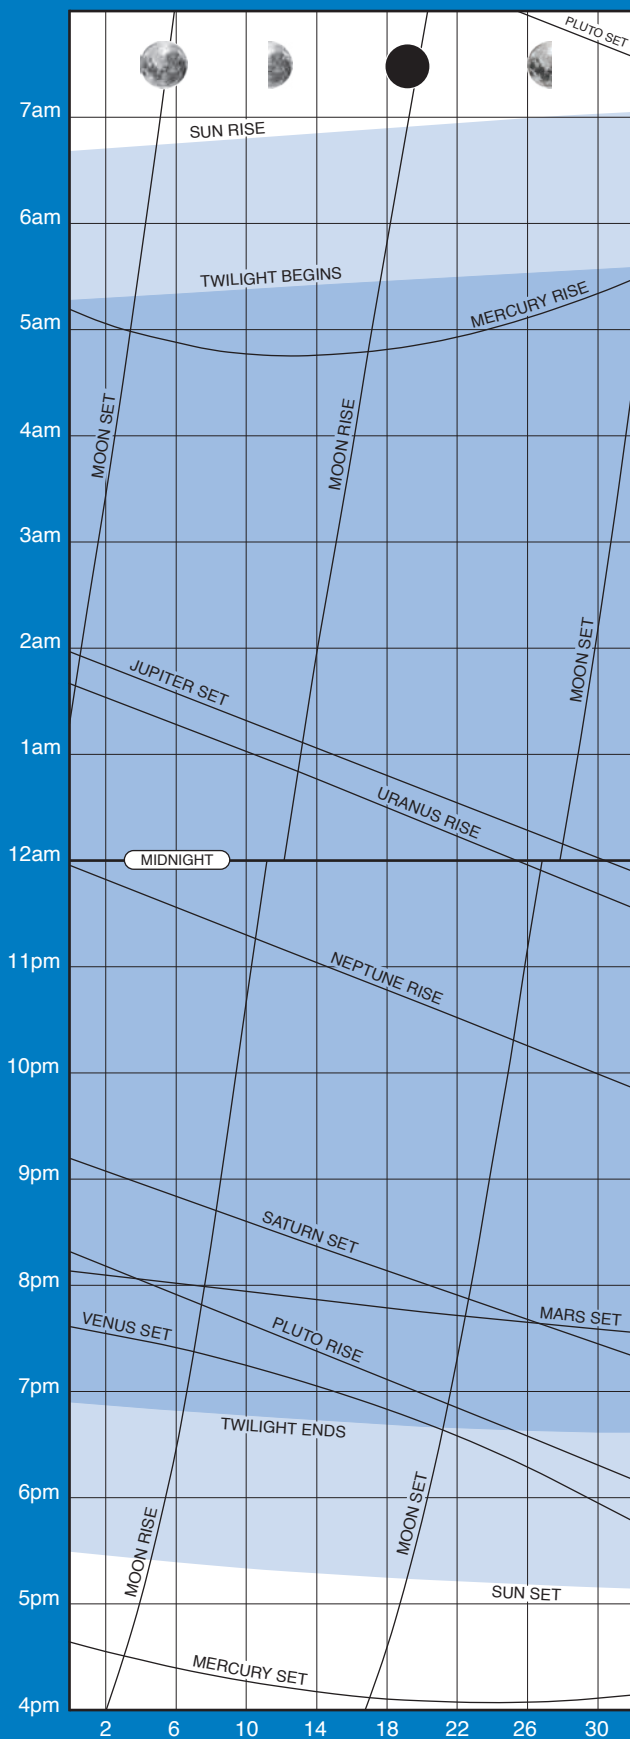 PLUTO SET
7am
SUN RISE
6am
TWILIGHT BEGINS
MERCURY RISE
5am
MOON SET
MOON RISE
4am
3am
2am
MOON SET
JUPITER SET
1am
URANUS RISE
12am
MIDNIGHT
11pm
NEPTUNE RISE
10pm
9pm
SATURN SET
8pm
MARS SET
VENUS SET
PLUTO RISE
7pm
TWILIGHT ENDS
6pm
MOON RISE
MOON SET
SUN SET
5pm
MERCURY SET
4pm
2 6 10 14 18 22 26 30